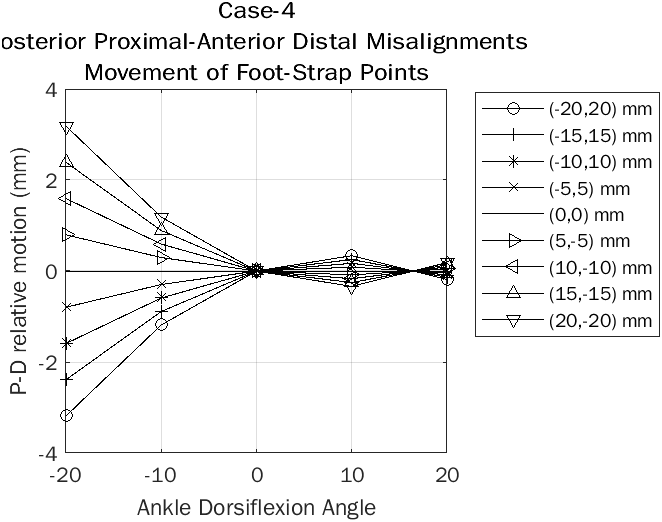 Case-4
osterior Proximal-Anterior Distal Misalignments
Movement of Foot-Strap Points
4
2
0
-2
-4
P-D relative motion (mm)
-20
-10
0
10
20
Ankle Dorsiflexion Angle
(-20,20) mm
(-15,15) mm
(-10,10) mm
(-5,5) mm
(0,0) mm
(5,-5) mm
(10,-10) mm
(15,-15) mm
(20,-20) mm